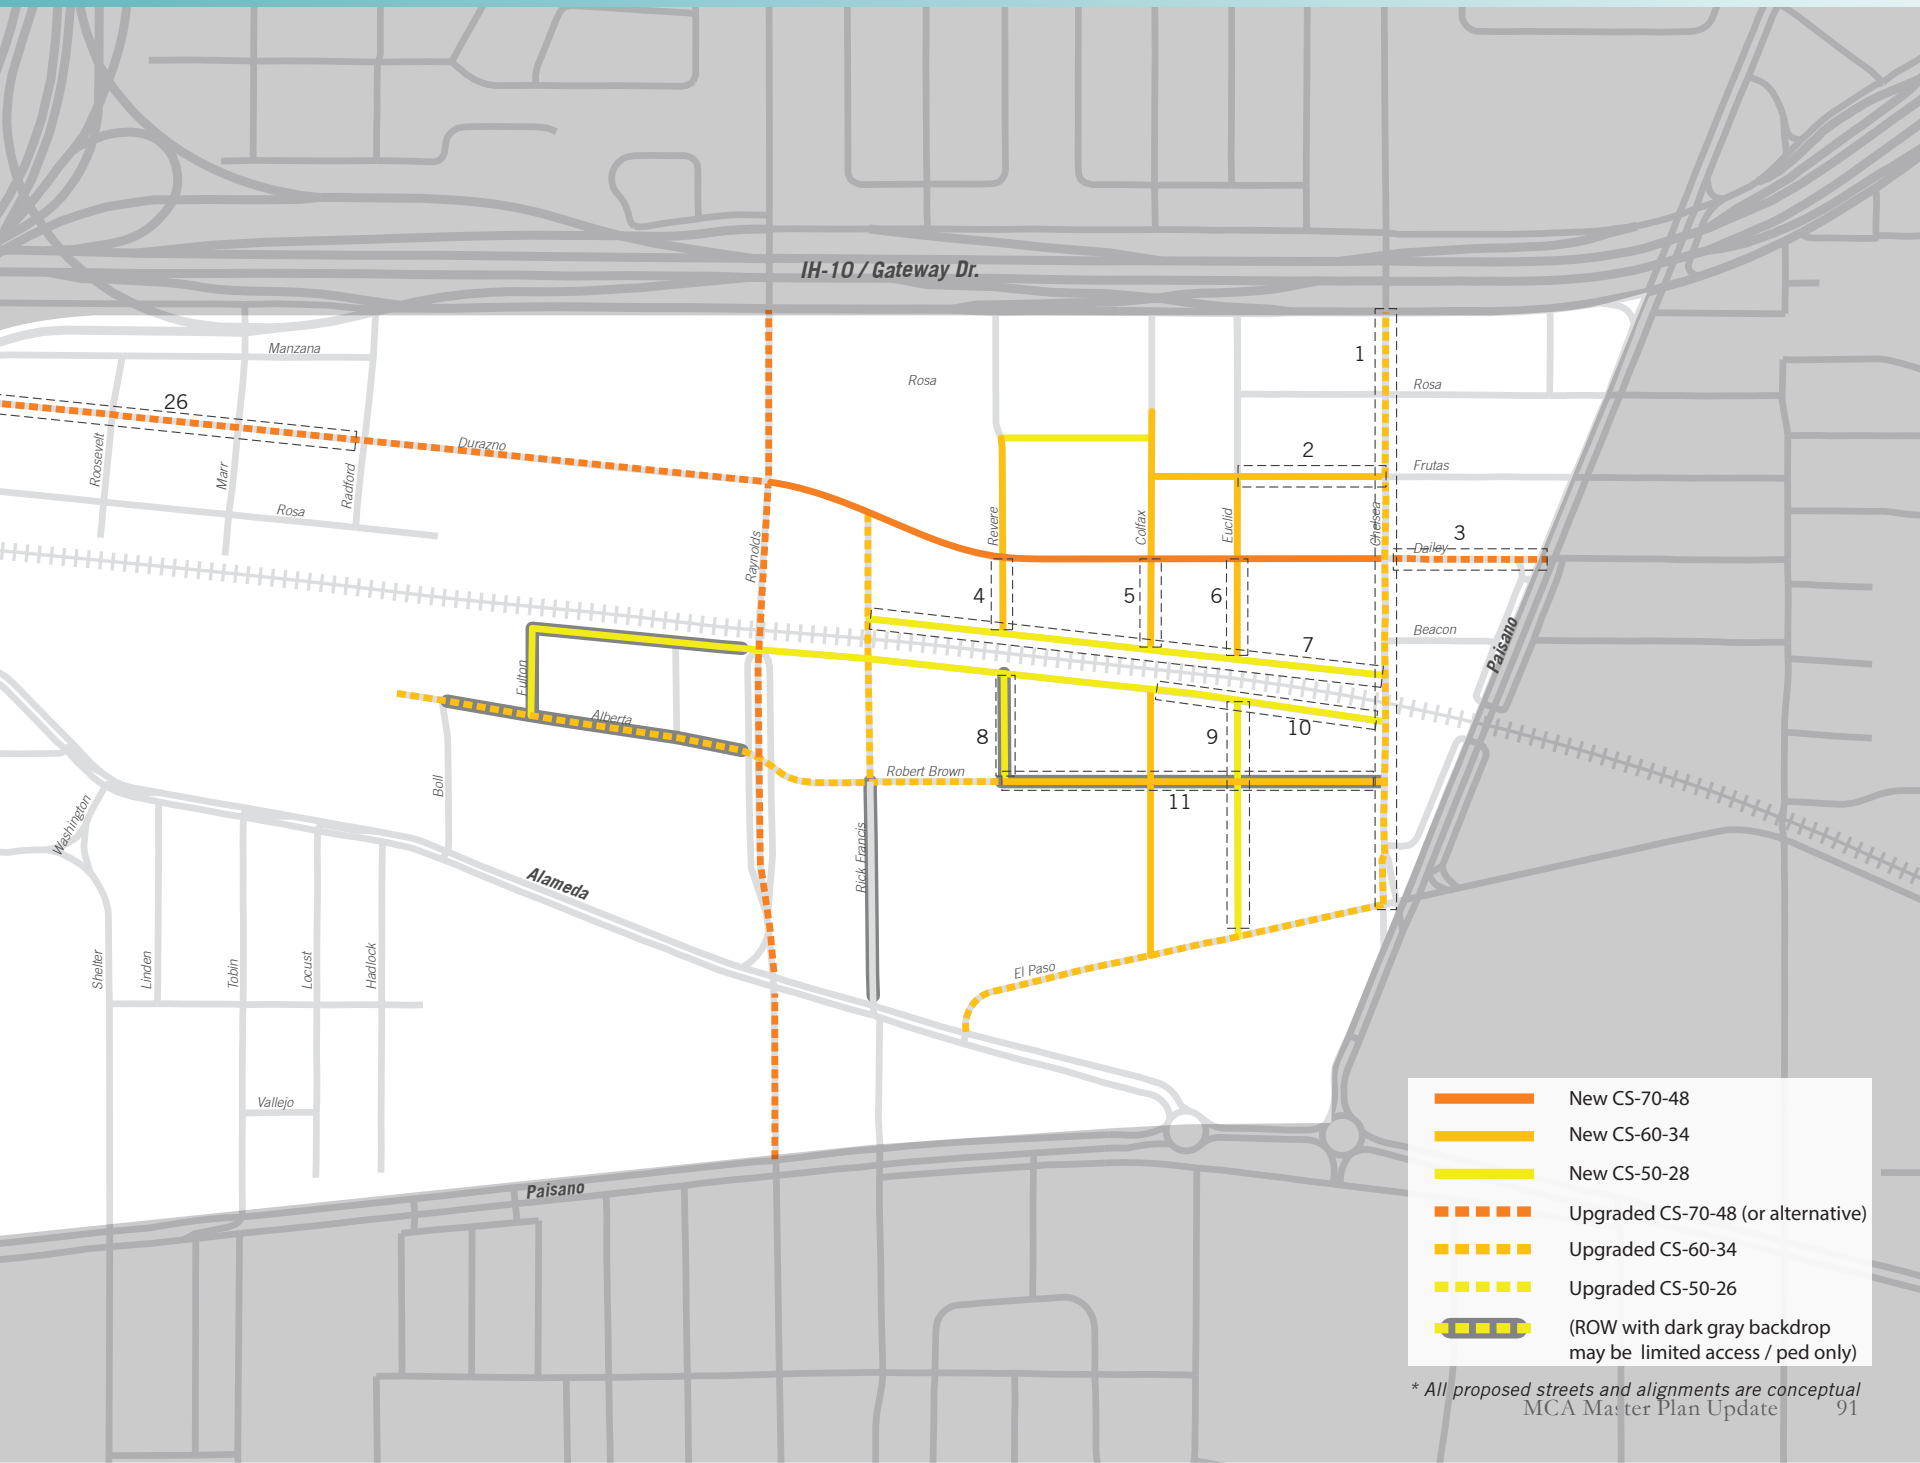 IH-10 / Gateway Dr.
Manzana
1
Rosa
Rosa
26
Roosevelt
Marr
Radford
Durazno
2
Frutas
Rosa
Raynolds
Revere
Colfax
Euclid
Chelsea
3
Dailey
4
5
6
7
Beacon
Paisano
Fulton
Alberta
8
9
10
Boll
Robert Brown
11
Washington
Rick Francis
Alameda
Shelter
Linden
Tobin
Locust
Hadlock
El Paso
Vallejo
Paisano
New CS-70-48
New CS-60-34
New CS-50-28
Upgraded CS-70-48 (or alternative)
Upgraded CS-60-34
Upgraded CS-50-26
(ROW with dark gray backdrop
may be limited access / ped only)
* All proposed streets and alignments are conceptual
MCA Master Plan Update 91